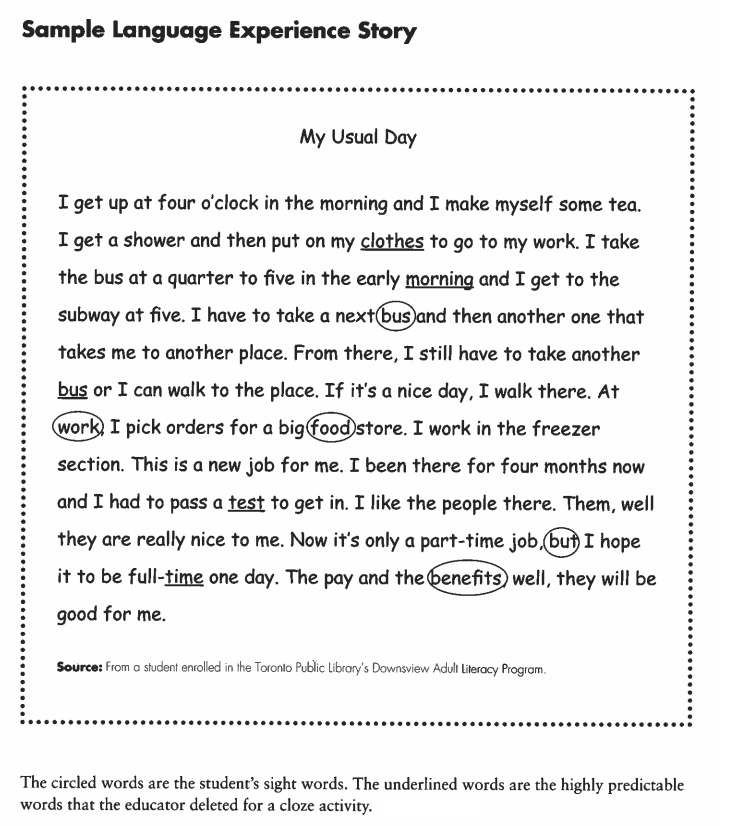 Sample Language Experience Story
My Usual Day
I get up at four o'clock in the morning and I make myself some tea.
I get a shower and then put on my clothes to go to my work. I take
the bus at a quarter to five in the early morning and I get to the
subway at five. I have to take a next bus and then another one that
takes me to another place. From there, I still have to take another
bus or I can walk to the place. If it's a nice day, I walk there. At
work, I pick orders for a big food store. I work in the freezer
section. This is a new job for me. I been there for four months now
and I had to pass a test to get in. I like the people there. Them, well
they are really nice to me. Now it's only a part-time job, but I hope
it to be full-time one day. The pay and the benefits, well, they will be
good for me.
Source: From a student enrolled in the Toronto Public Library's Downsview Adult Literacy Program.
The circled words are the student's sight words. The underlined words are the highly predictable
words that the educator deleted for a cloze activity.